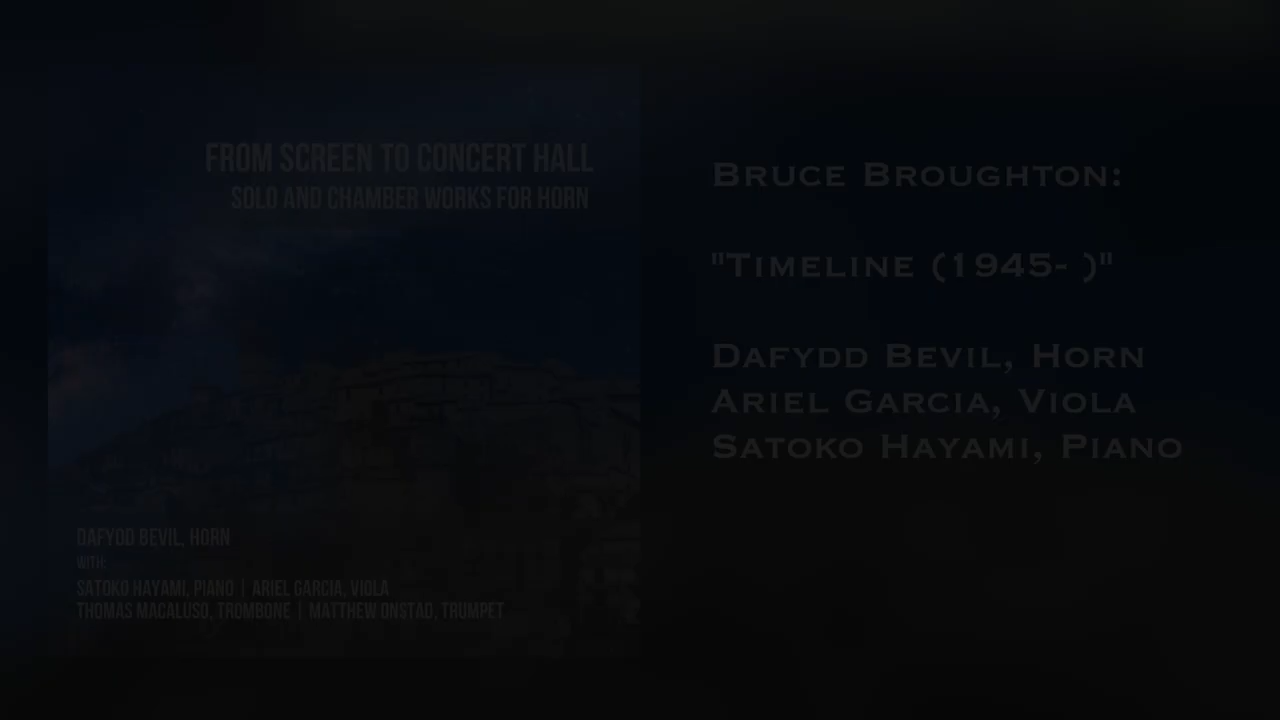 FROM SCREEN TO CONCERT HALL
SOLO AND CHAMBER WORKS FOR HORN
DAFYDD BEVIL, HORN
WITH:
SATOKO HAYAMI, PIANO | ARIEL GARCIA, VIOLA
THOMAS MACALUSO, TROMBONE | MATTHEW ONSTAD, TRUMPET
BRUCE BROUGHTON:
"TIMELINE (1945- )"
DAFYDD BEVIL, HORN
ARIEL GARCIA, VIOLA
SATOKO HAYAMI, PIANO